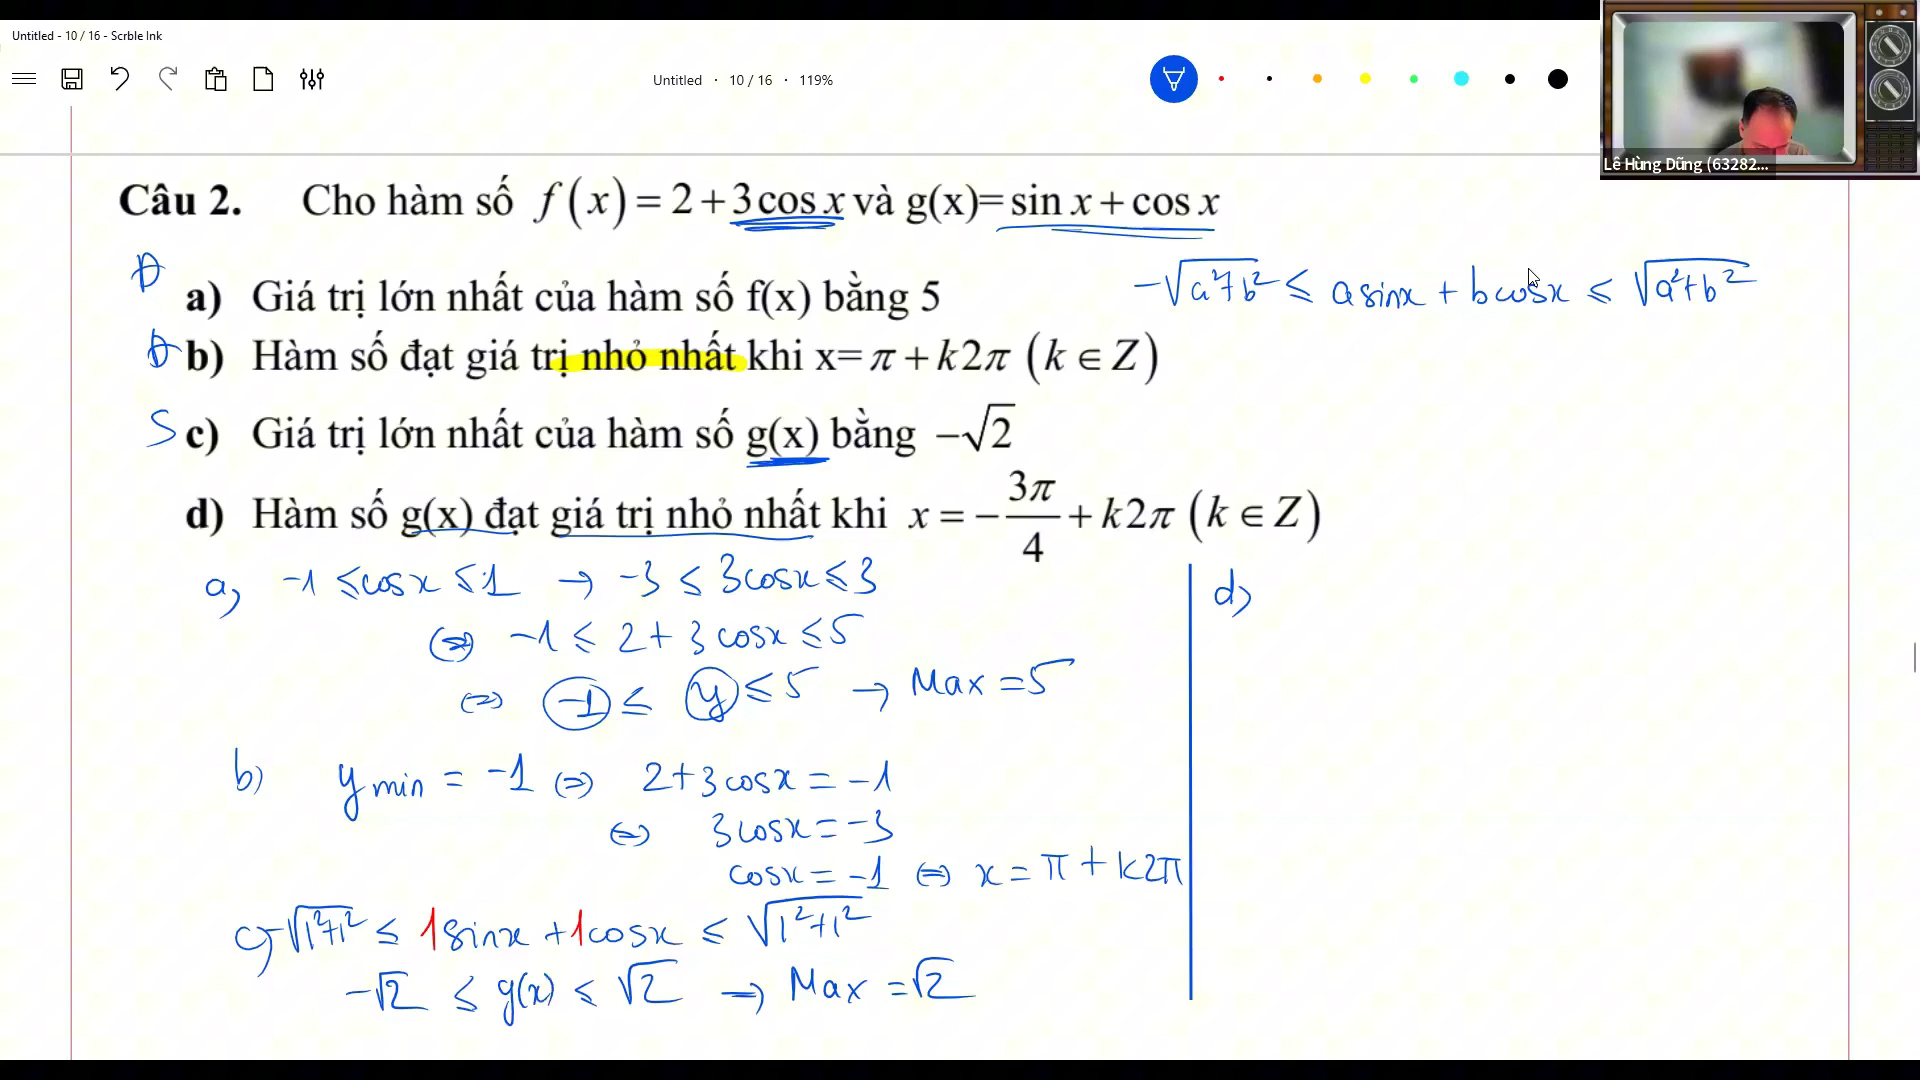 Untitled - 10 / 16 - Scrble Ink
Untitled · 10 / 16 · 119%
Lê Hùng Dũng (63282...
Câu 2. Cho hàm số f(x) = 2 + 3cos x và g(x)= sin x + cos x
-√(a²+b²) ≤ a sinx + b cosx ≤ √(a²+b²)
Đ a) Giá trị lớn nhất của hàm số f(x) bằng 5
Đ b) Hàm số đạt giá trị nhỏ nhất khi x= π + k2π (k ∈ Z)
S c) Giá trị lớn nhất của hàm số g(x) bằng -√2
d) Hàm số g(x) đạt giá trị nhỏ nhất khi x = -3π/4 + k2π (k ∈ Z)
a, -1 ≤ cosx ≤ 1 → -3 ≤ 3cosx ≤ 3
⇔ -1 ≤ 2 + 3cosx ≤ 5
⇔ -1 ≤ y ≤ 5 → Max = 5
b) y min = -1 ⇔ 2+3cosx = -1
⇔ 3cosx = -3
cosx = -1 ⇔ x = π + k2π
c) -√(1²+1²) ≤ 1sinx + 1cosx ≤ √(1²+1²)
-√2 ≤ g(x) ≤ √2 → Max = √2
d)